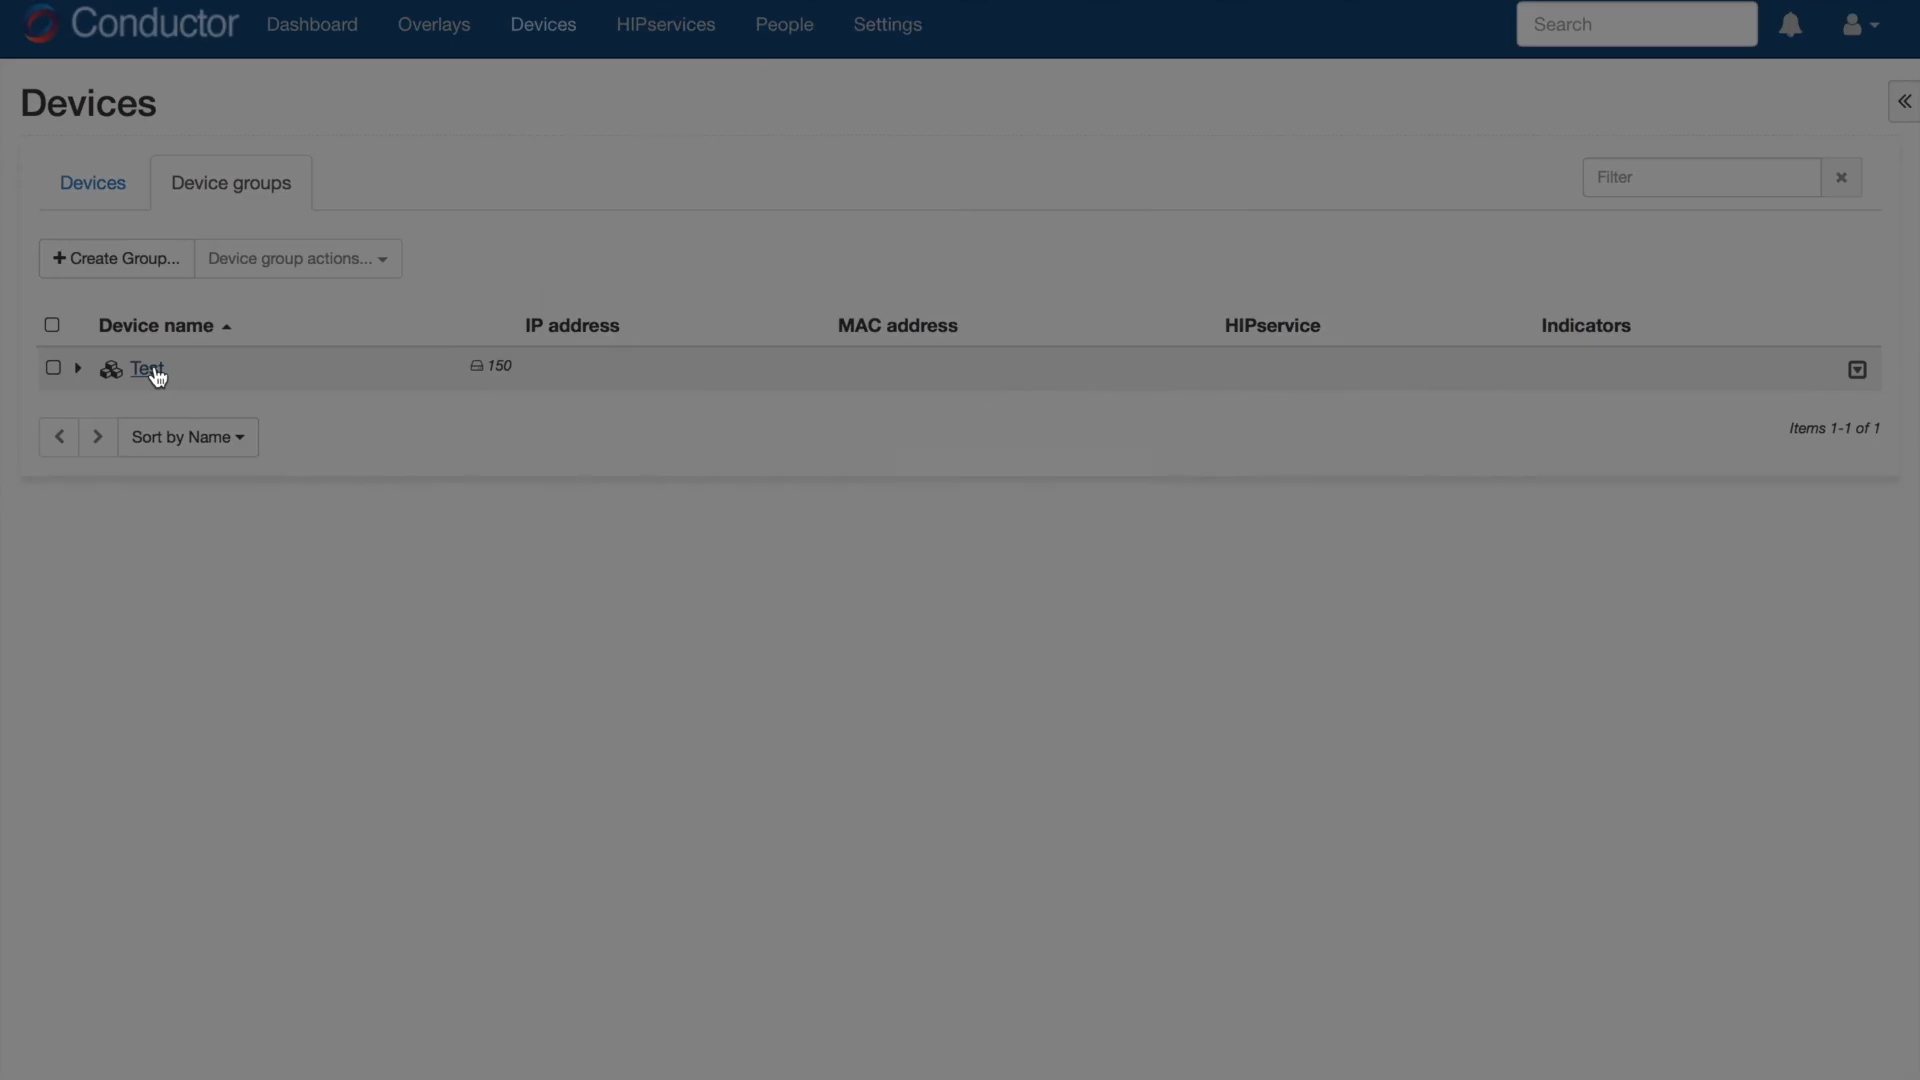 Conductor Dashboard Overlays Devices HIPservices People Settings Search
Devices
Devices Device groups Filter
Create Group... Device group actions...
Device name IP address MAC address HIPservice Indicators
Test 150
Sort by Name Items 1-1 of 1